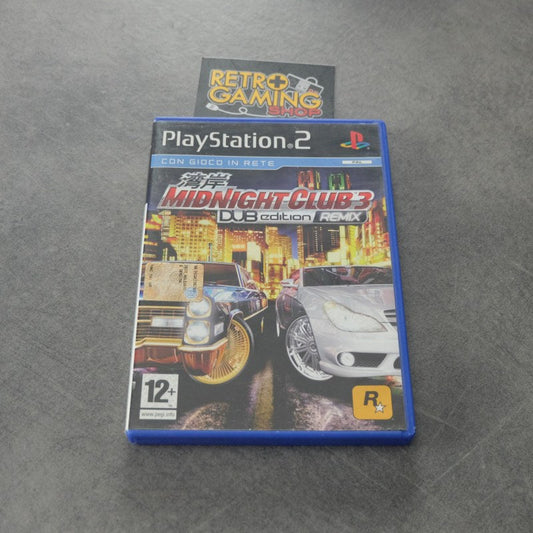 RETRO
GAMING
SHOP
PlayStation®2
CON GIOCO IN RETE
PAL
湾岸
MIDNIGHT CLUB 3
DUB edition REMIX
12+
www.pegi.info
R